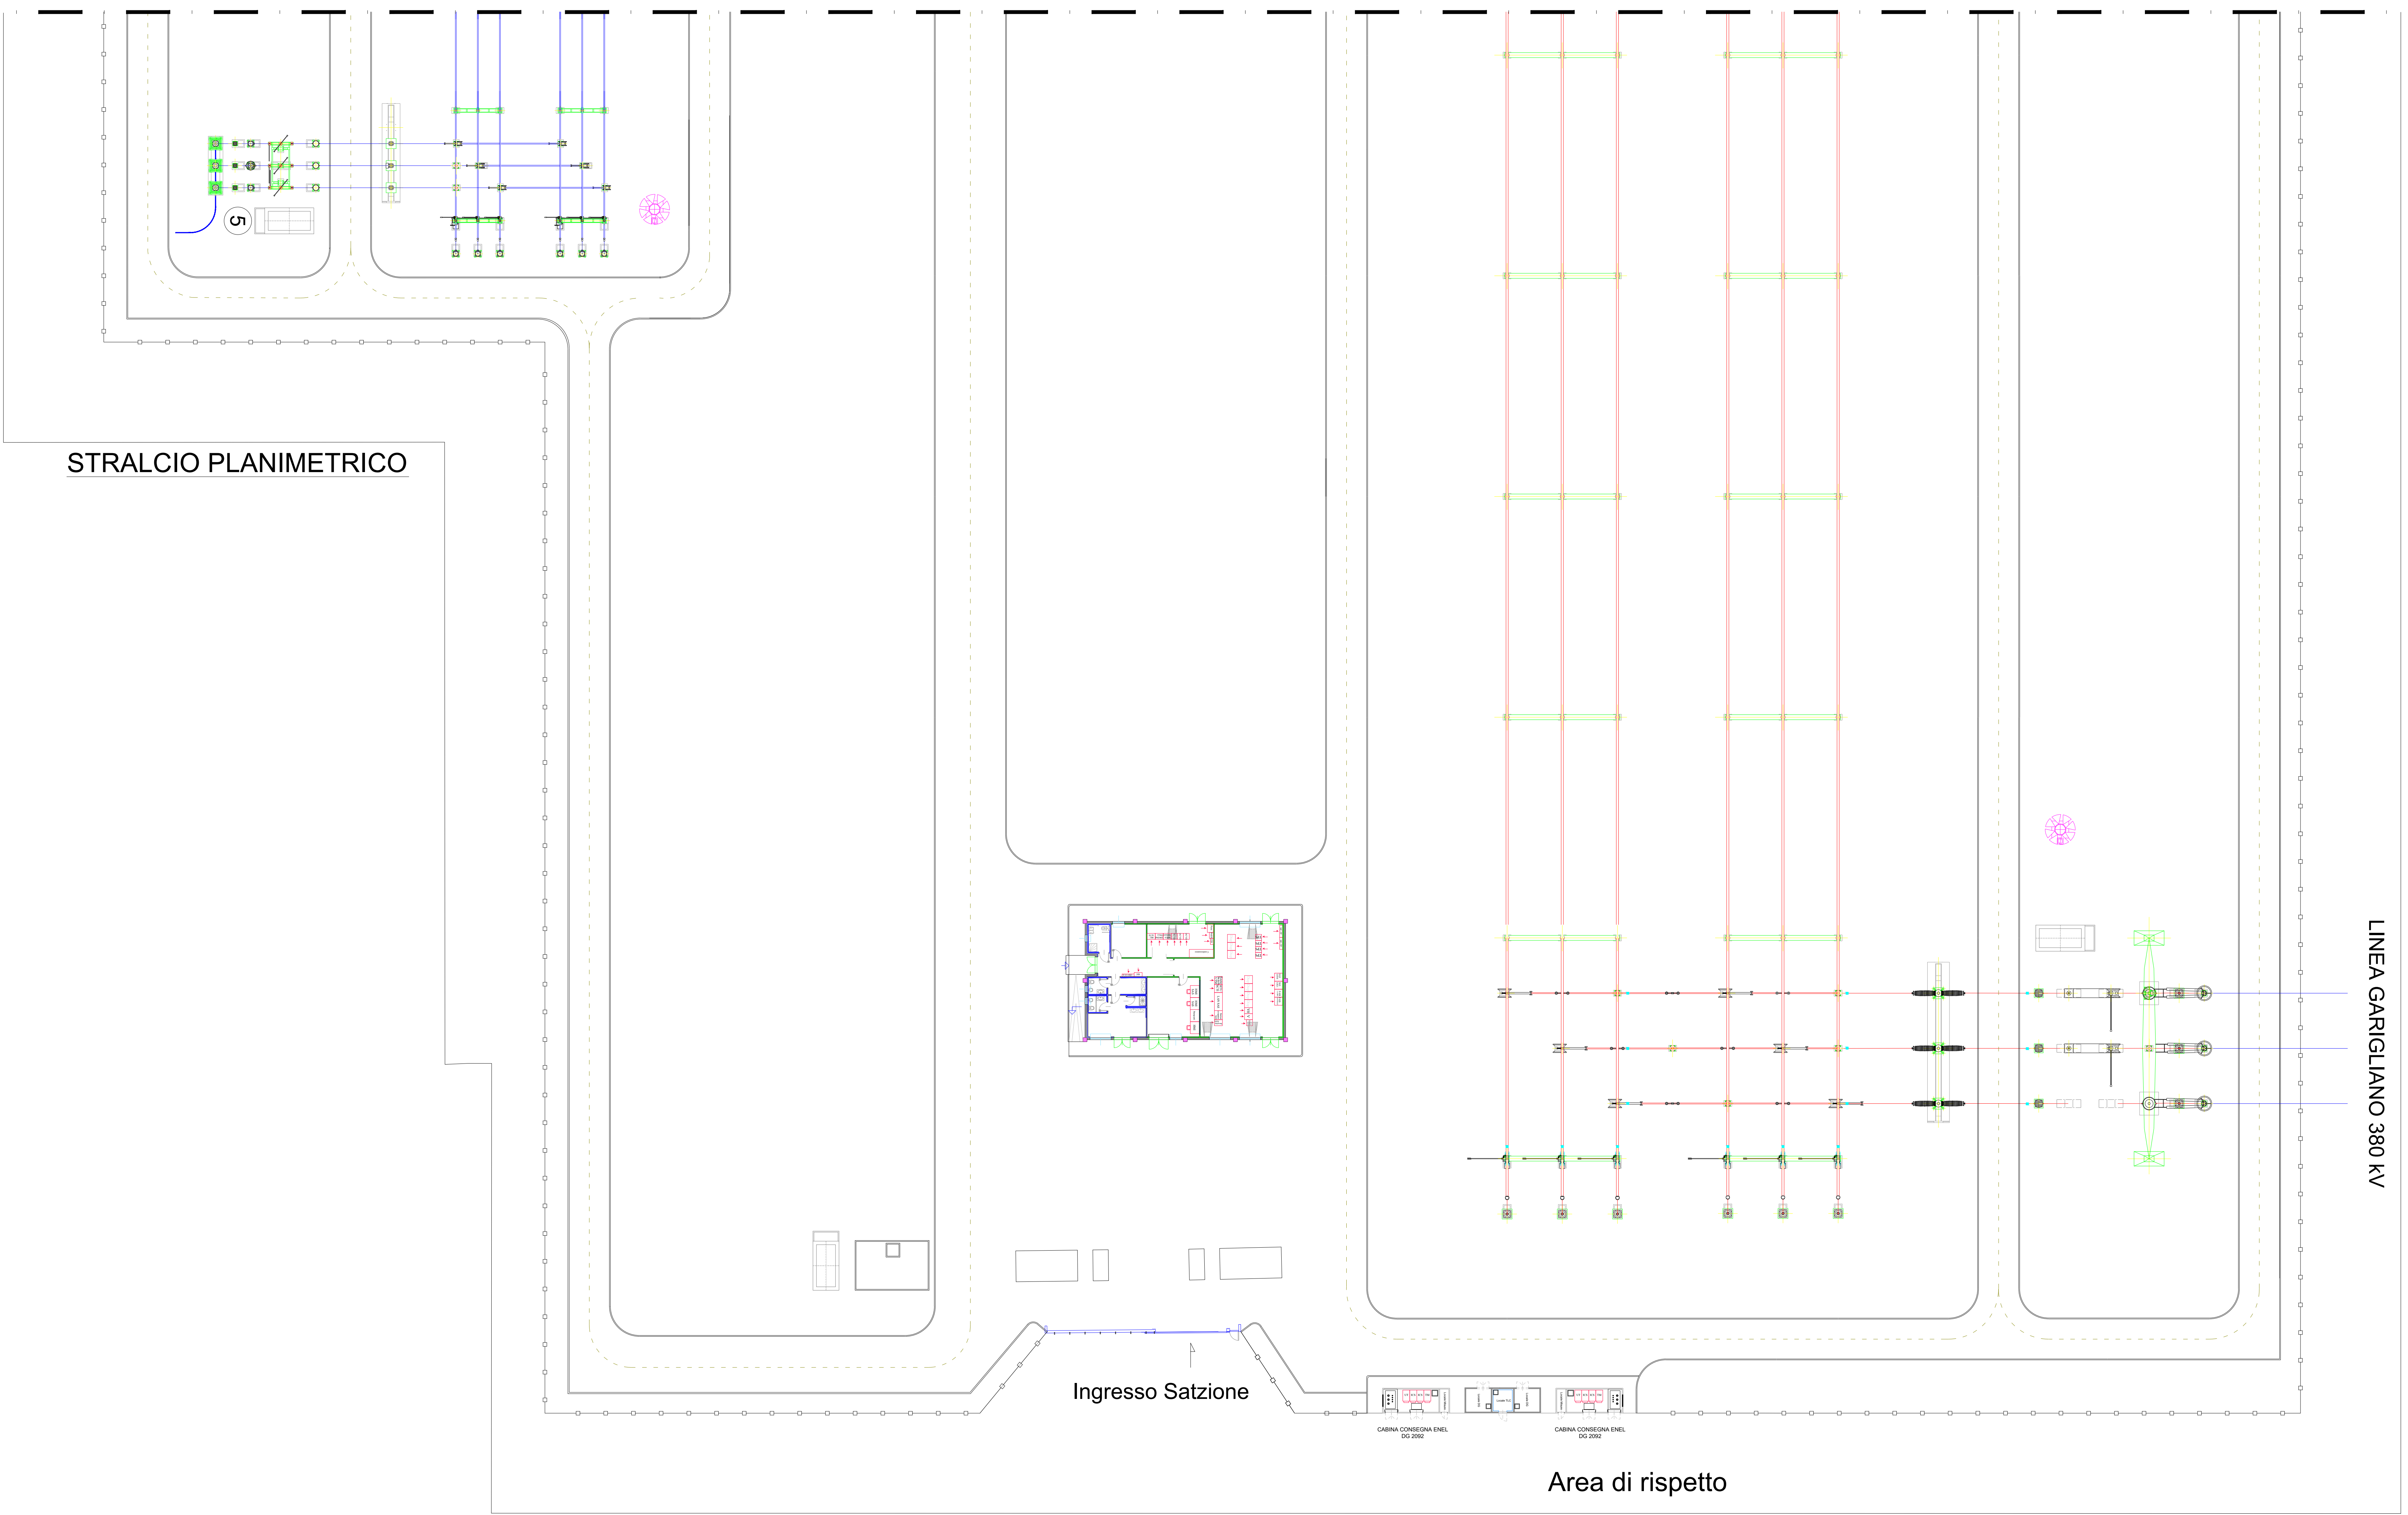 5
STRALCIO PLANIMETRICO
LINEA GARIGLIANO 380 kV
Ingresso Satzione
CABINA CONSEGNA ENEL
DG 2092
CABINA CONSEGNA ENEL
DG 2092
Area di rispetto